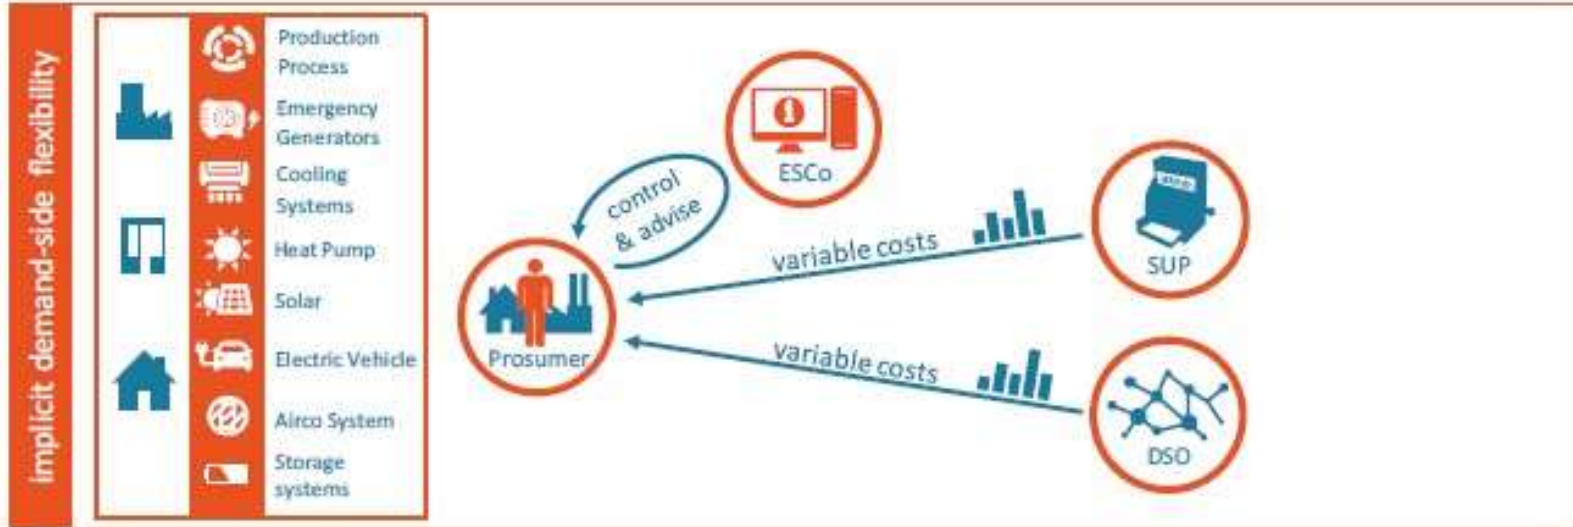 Implicit demand-side flexibility
Production
Process
Emergency
Generators
Cooling
Systems
Heat Pump
Solar
Electric Vehicle
Airco System
Storage
systems
ESCo
control
& advise
Prosumer
variable costs
SUP
variable costs
DSO